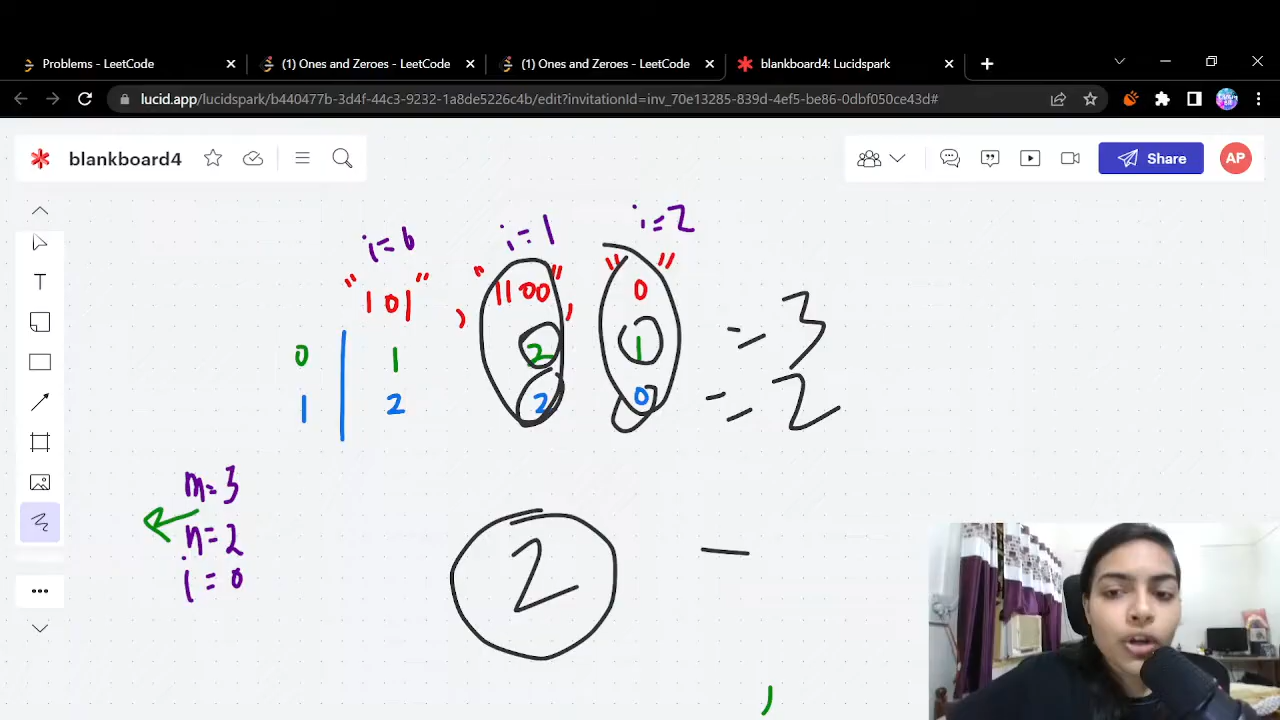 Problems - LeetCode
(1) Ones and Zeroes - LeetCode
(1) Ones and Zeroes - LeetCode
blankboard4: Lucidspark
lucid.app/lucidspark/b440477b-3d4f-44c3-9232-1a8de5226c4b/edit?invitationId=inv_70e13285-839d-4ef5-be86-0dbf050ce43d#
blankboard4
Share
AP
T
i=0 i=1 i=2
"101" , "1100" , "0"
0 1 2 1 = 3
1 2 2 0 = 2
m=3
n=2
i=0
2 -
,